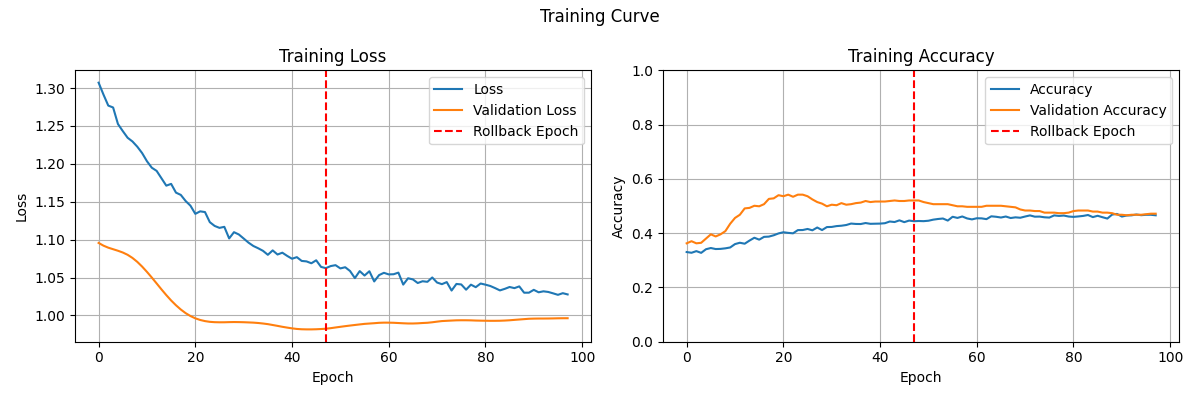 Training Curve
Training Loss
Loss
1.30
1.25
1.20
1.15
1.10
1.05
1.00
0
20
40
60
80
100
Epoch
Loss
Validation Loss
Rollback Epoch
Training Accuracy
Accuracy
1.0
0.8
0.6
0.4
0.2
0.0
0
20
40
60
80
100
Epoch
Accuracy
Validation Accuracy
Rollback Epoch